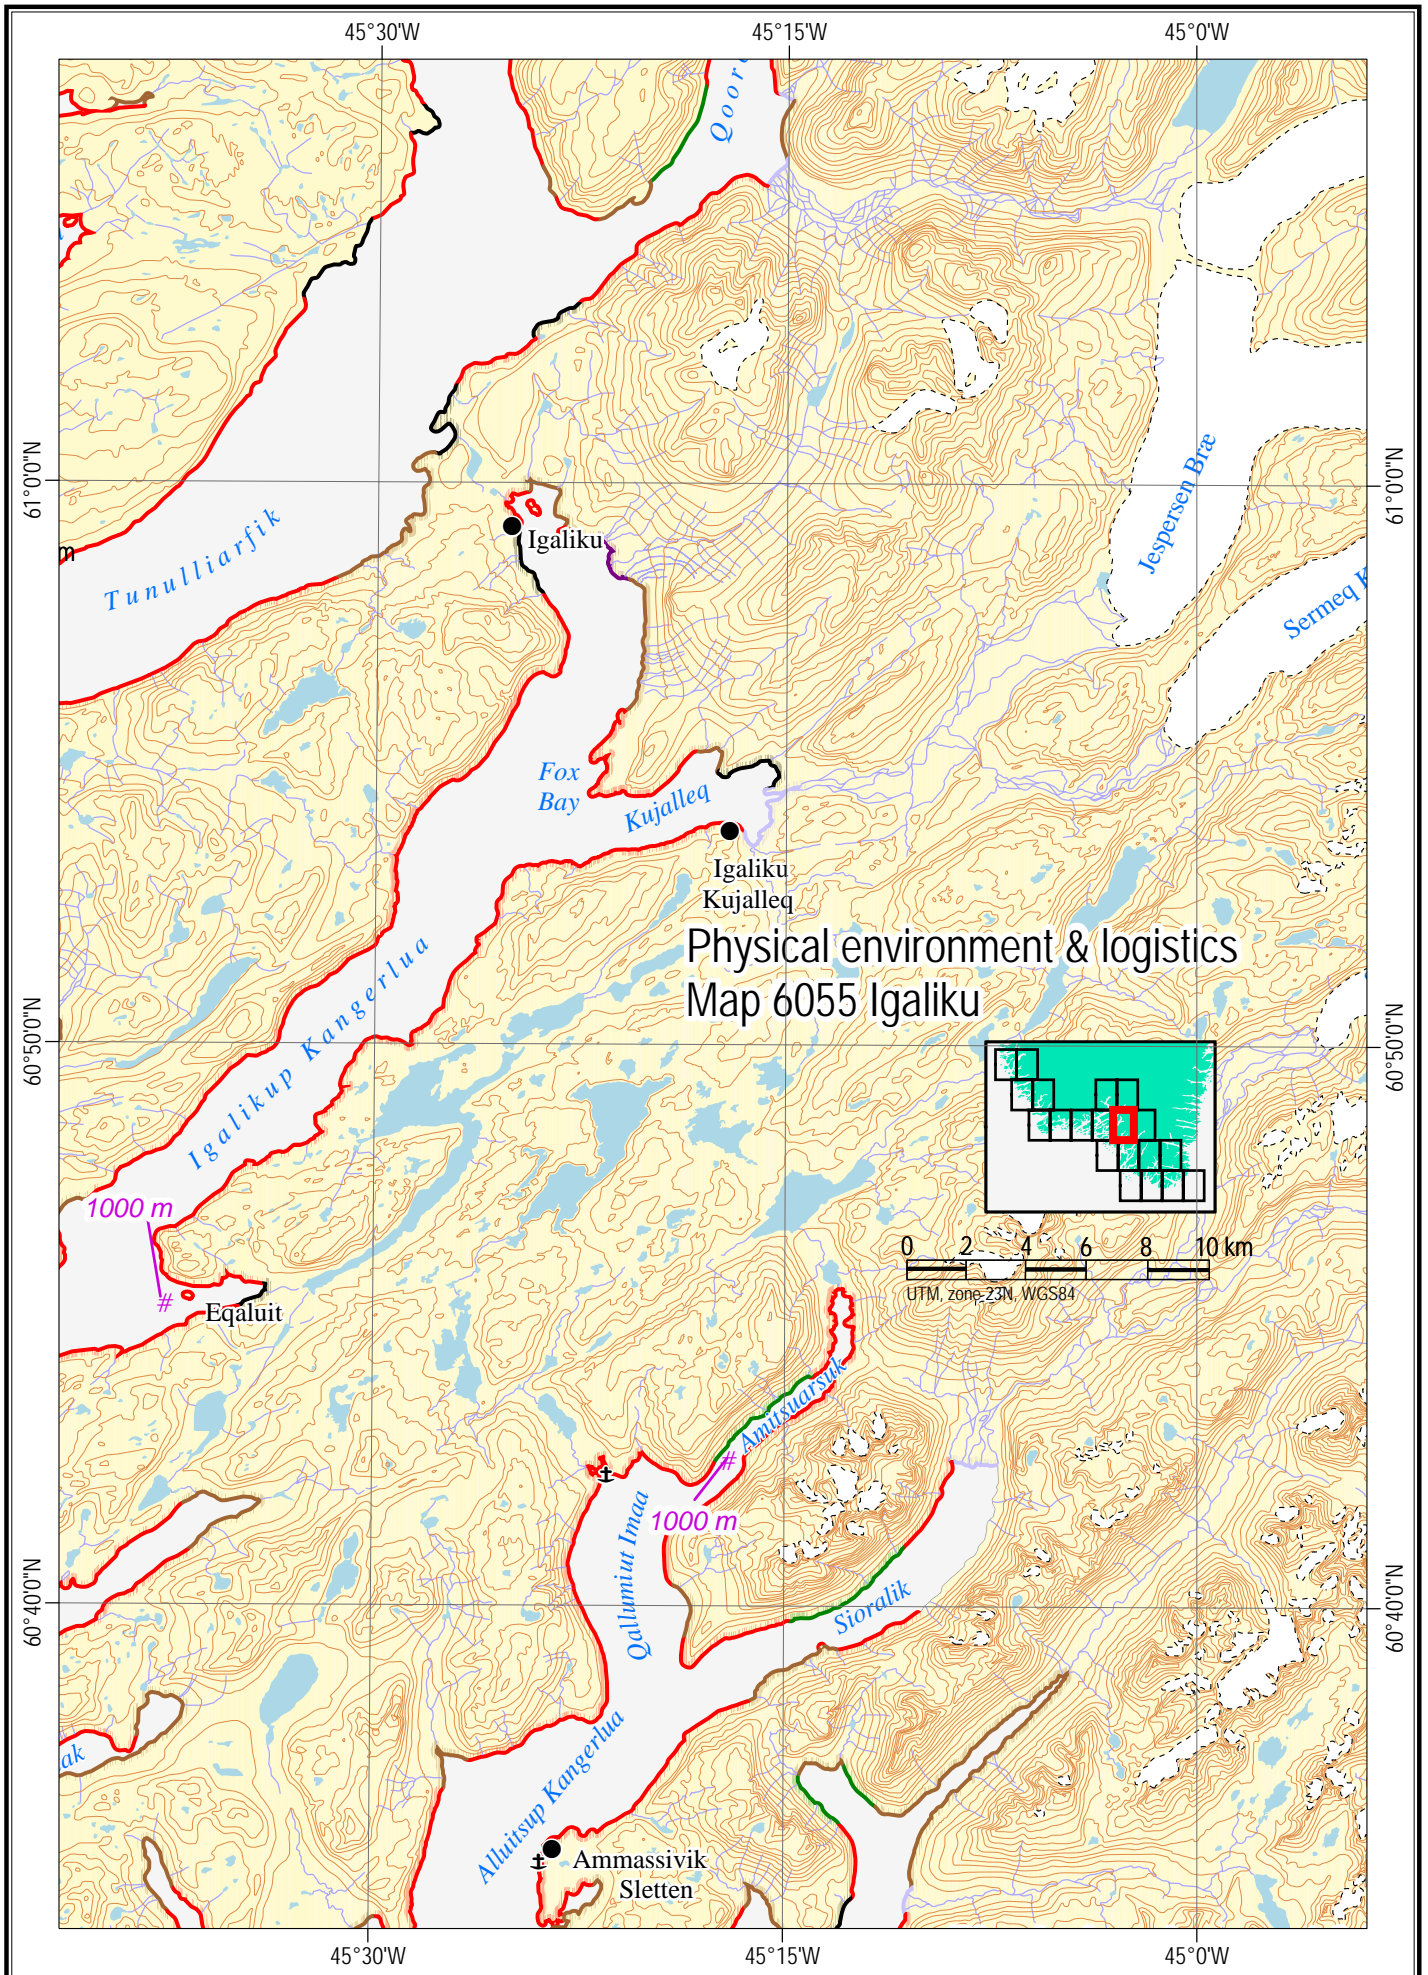 45°30'W
45°15'W
45°0'W
Qoor
61°0'0"N
61°0'0"N
Jespersen Bræ
Igaliku
m
Tunulliarfik
Sermeq K
Fox
Bay
Kujalleq
Igaliku
Kujalleq
Physical environment & logistics
Map 6055 Igaliku
Igalikup Kangerlua
60°50'0"N
60°50'0"N
1000 m
#
Eqaluit
0 2 4 6 8 10 km
UTM, zone 23N, WGS84
Amitsuarsuk
#
1000 m
Qallumiut Imaa
Sioralik
60°40'0"N
60°40'0"N
ak
Alluitsup Kangerlua
Ammassivik
Sletten
45°30'W
45°15'W
45°0'W